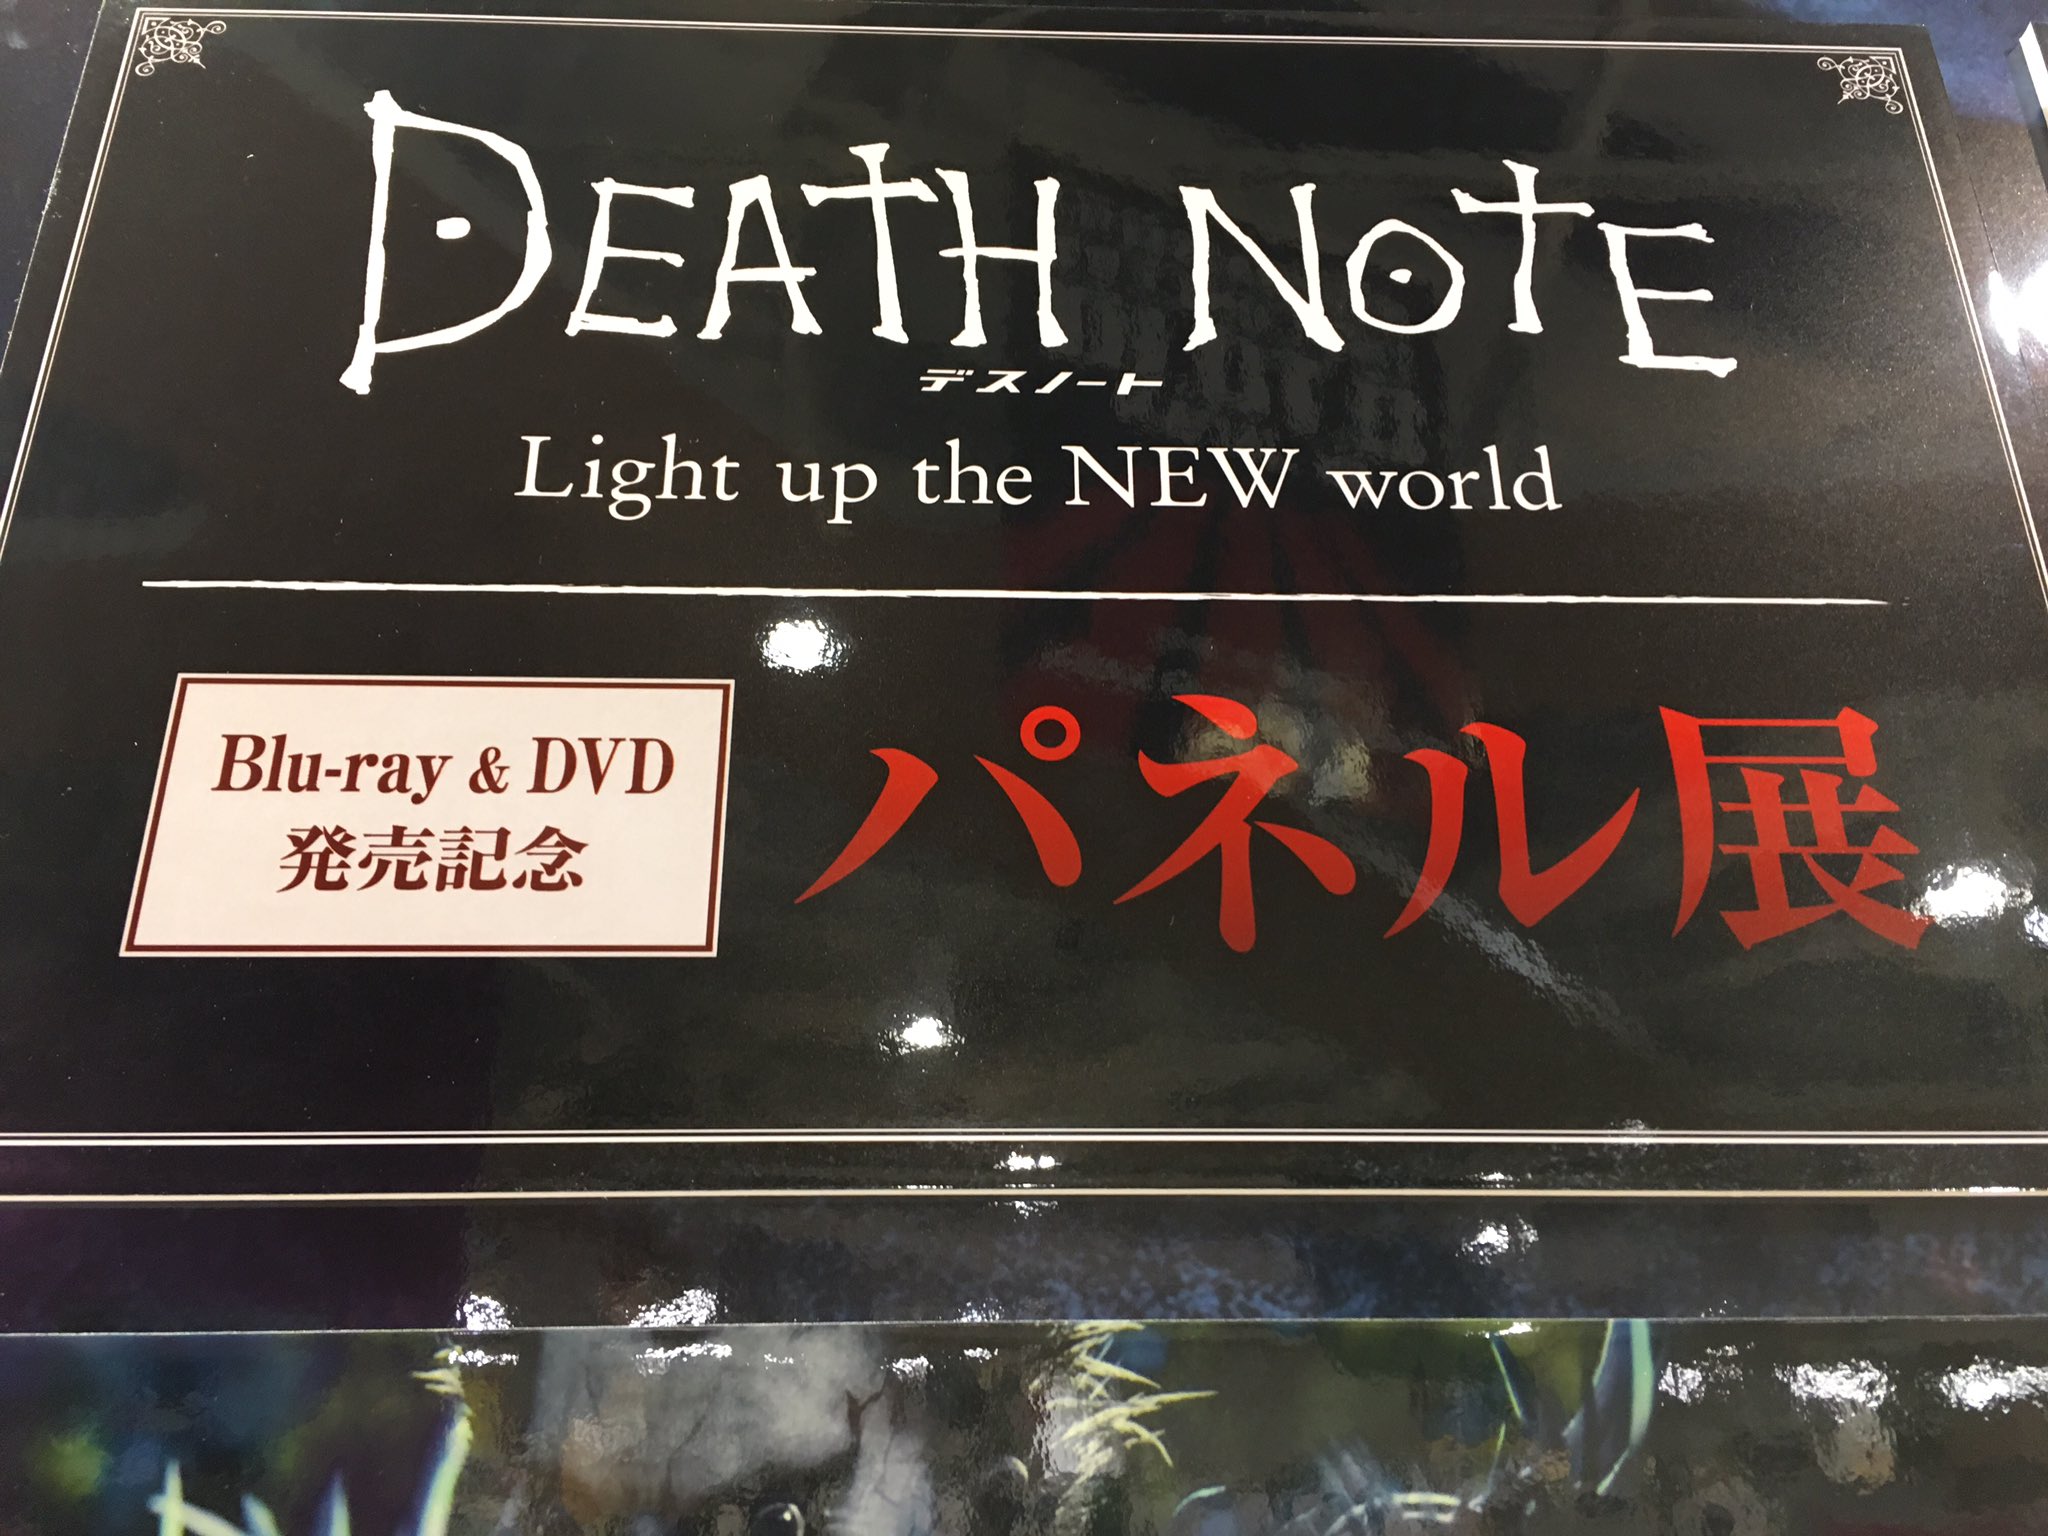 DEATH NOTE
デスノート
Light up the NEW world
Blu-ray & DVD
発売記念
パネル展